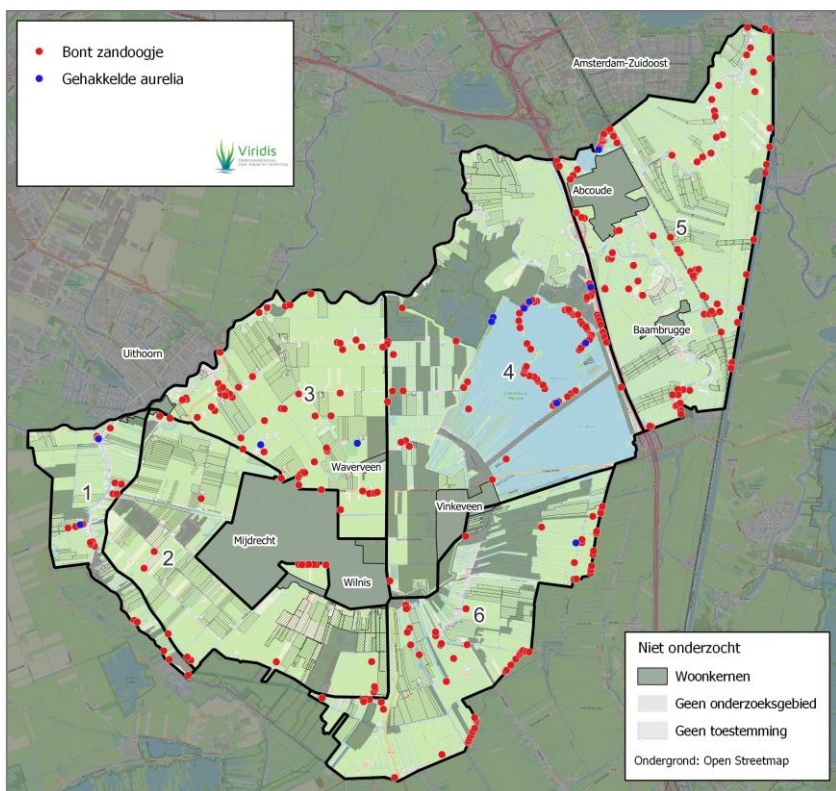 Bont zandoogje
Gehakkelde aurelia
Viridis
Amsterdam-Zuidoost
Abcoude
5
Baambrugge
Uithoorn
3
4
Waverveen
1
Vinkeveen
2
Mijdrecht
Wilnis
6
Niet onderzocht
Woonkernen
Geen onderzoeksgebied
Geen toestemming
Ondergrond: Open Streetmap